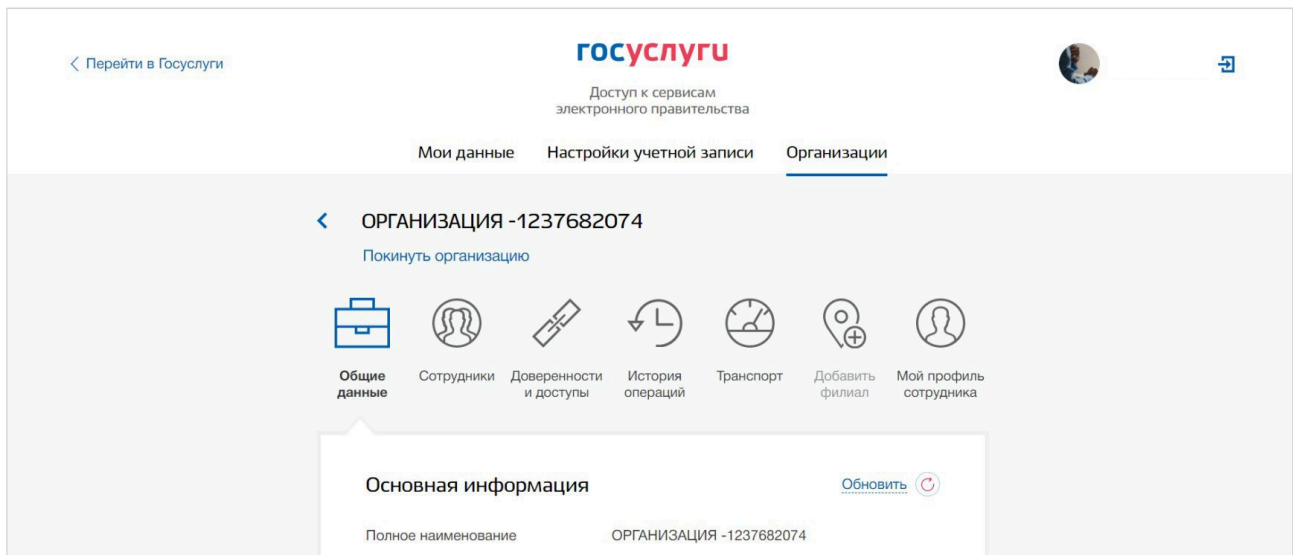 Перейти в Госуслуги
госуслуги
Доступ к сервисам
электронного правительства
Мои данные Настройки учетной записи Организации
ОРГАНИЗАЦИЯ -1237682074
Покинуть организацию
Общие данные
Сотрудники
Доверенности и доступы
История операций
Транспорт
Добавить филиал
Мой профиль сотрудника
Основная информация Обновить
Полное наименование ОРГАНИЗАЦИЯ -1237682074